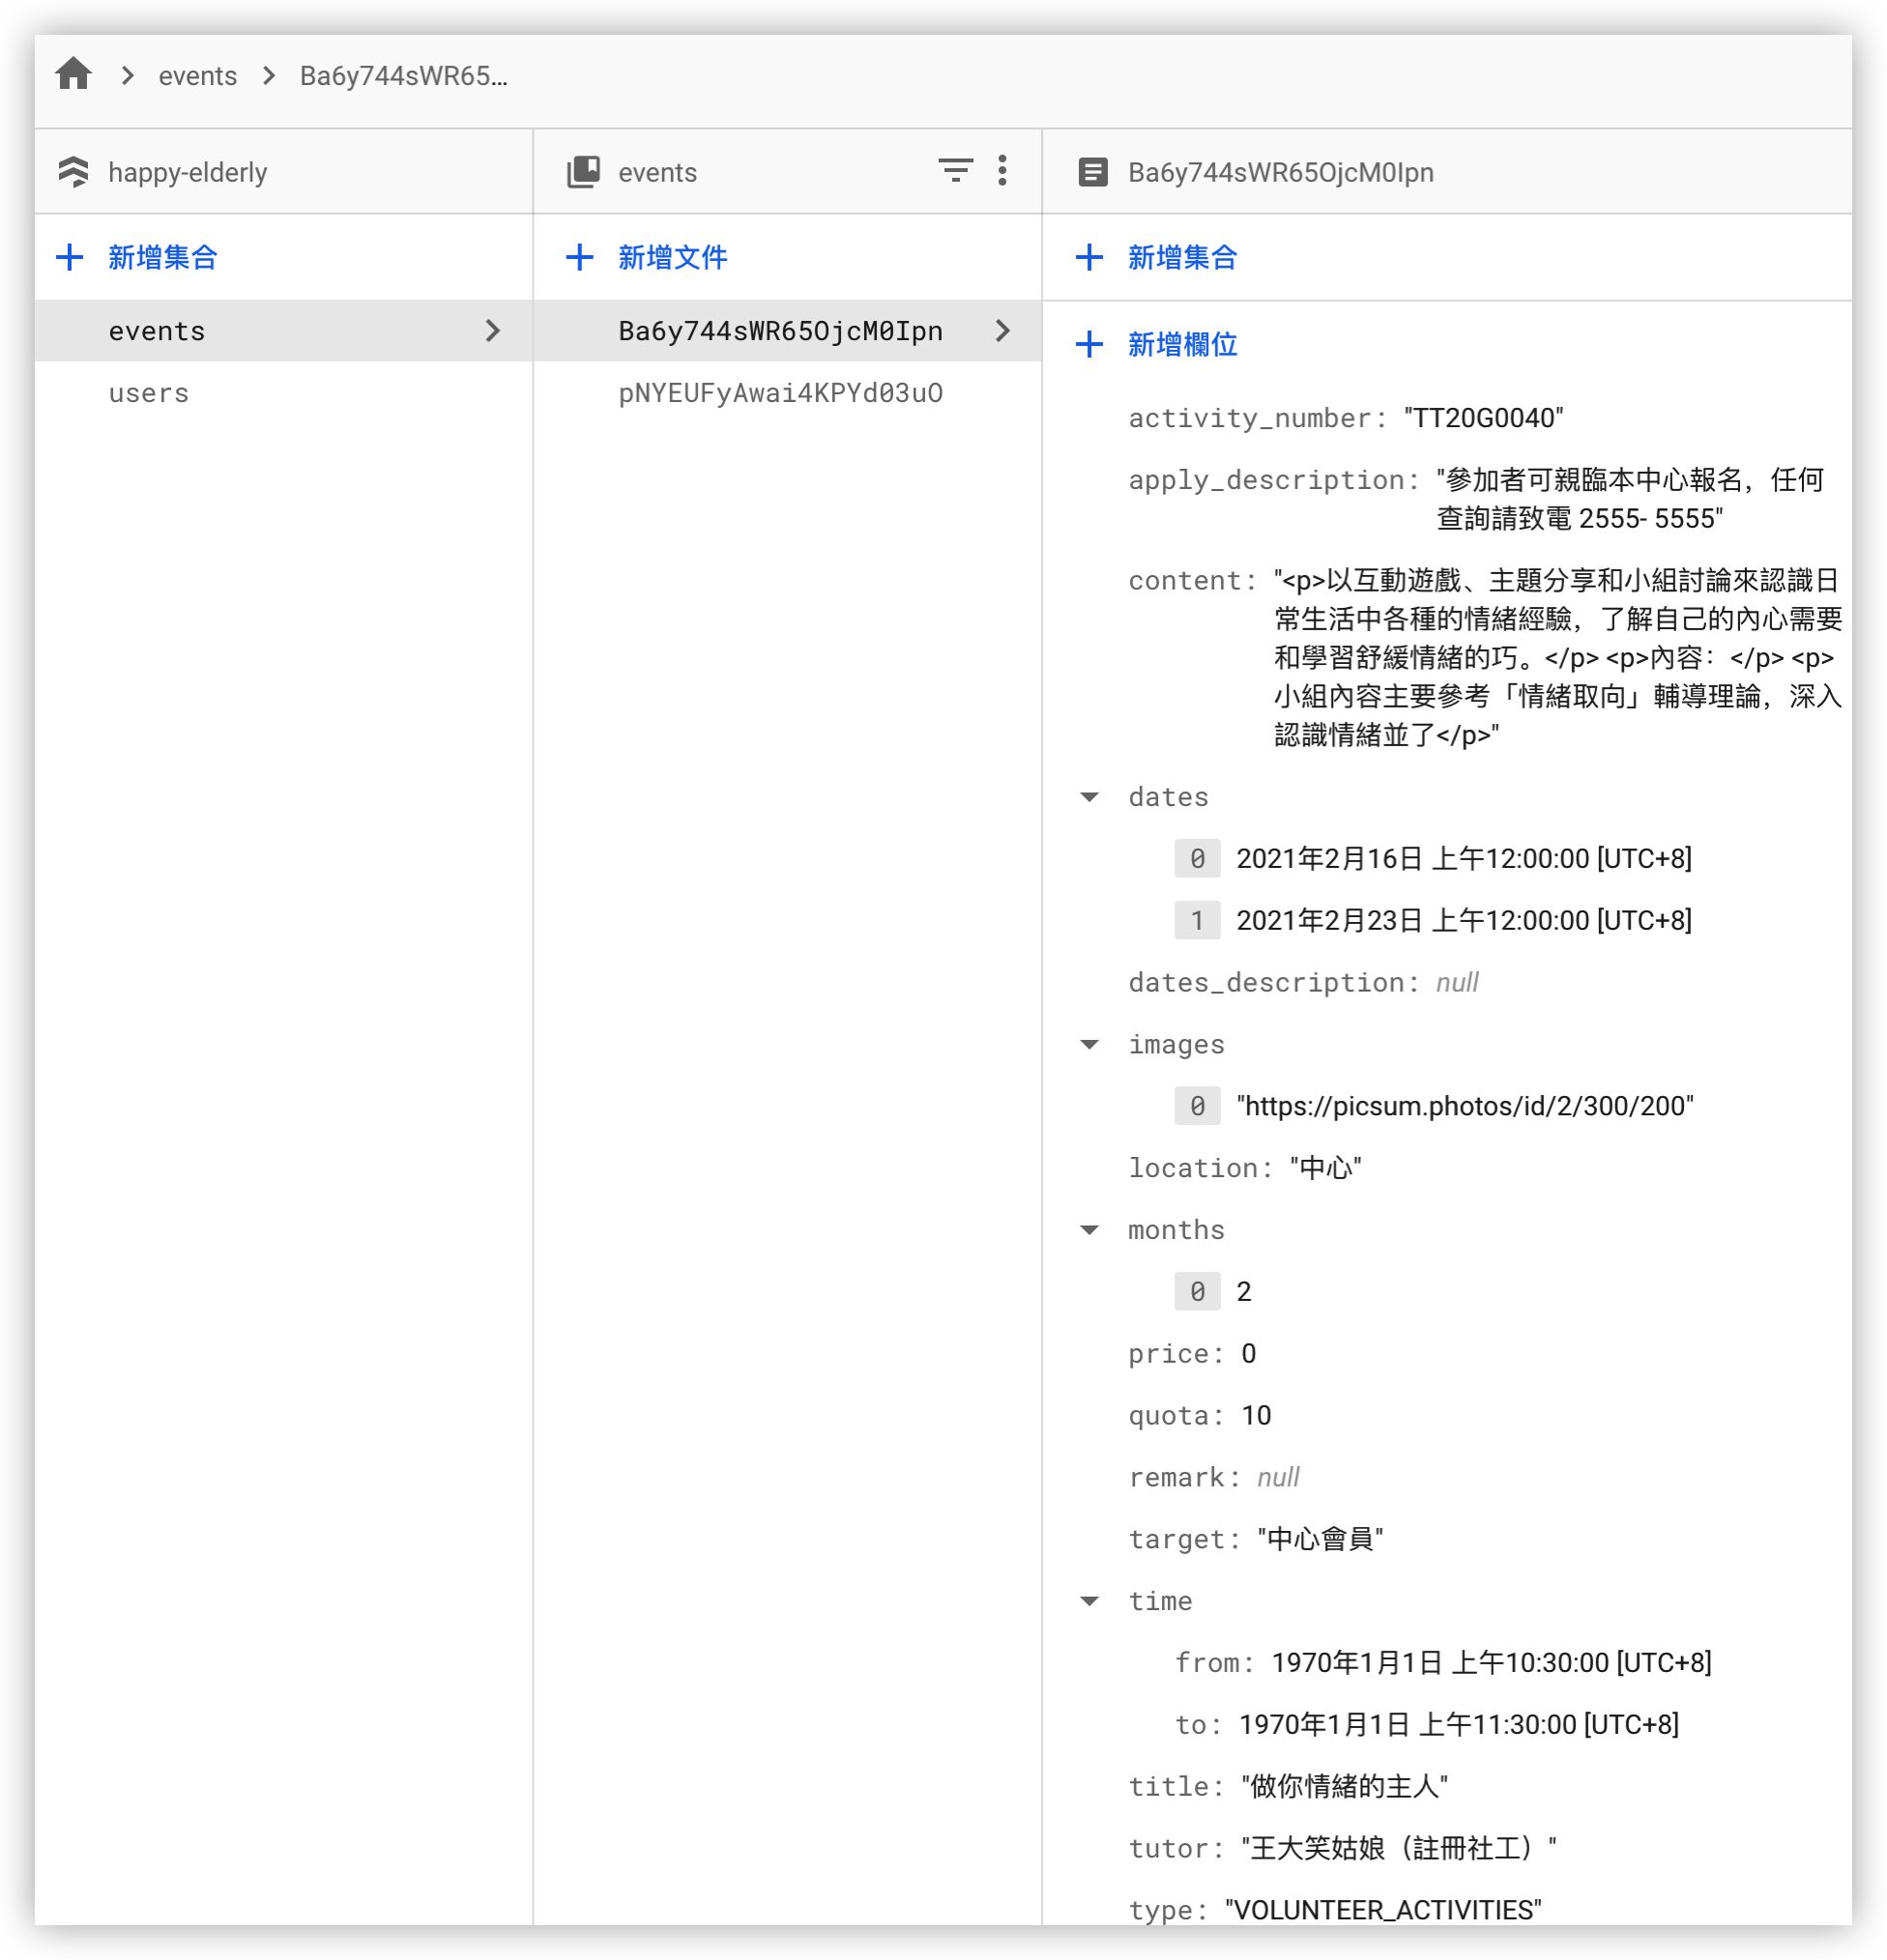 events
Ba6y744sWR65...
happy-elderly
新增集合
events
users
events
新增文件
Ba6y744sWR65OjcM0Ipn
pNYEUFyAwai4KPYd03uO
Ba6y744sWR65OjcM0Ipn
新增集合
新增欄位
activity_number: "TT20G0040"
apply_description: "參加者可親臨本中心報名，任何
查詢請致電 2555- 5555"
content: "<p>以互動遊戲、主題分享和小組討論來認識日
常生活中各種的情緒經驗，了解自己的內心需要
和學習舒緩情緒的巧。</p> <p>內容：</p> <p>
小組內容主要參考「情緒取向」輔導理論，深入
認識情緒並了</p>"
dates
0 2021年2月16日 上午12:00:00 [UTC+8]
1 2021年2月23日 上午12:00:00 [UTC+8]
dates_description: null
images
0 "https://picsum.photos/id/2/300/200"
location: "中心"
months
0 2
price: 0
quota: 10
remark: null
target: "中心會員"
time
from: 1970年1月1日 上午10:30:00 [UTC+8]
to: 1970年1月1日 上午11:30:00 [UTC+8]
title: "做你情緒的主人"
tutor: "王大笑姑娘（註冊社工）"
type: "VOLUNTEER_ACTIVITIES"